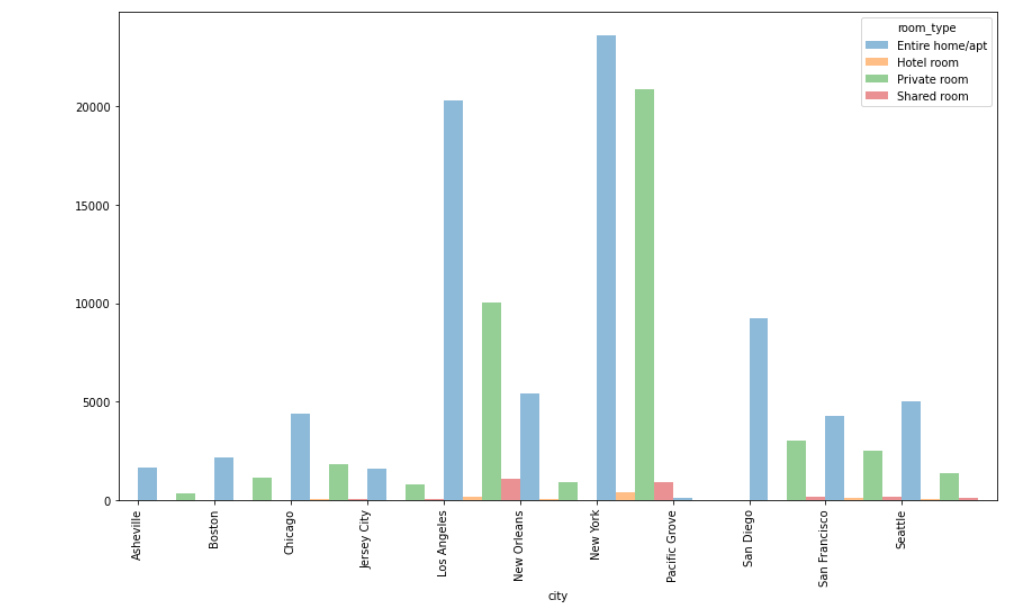 room_type
Entire home/apt
Hotel room
Private room
Shared room
20000
15000
10000
5000
0
Asheville
Boston
Chicago
Jersey City
Los Angeles
New Orleans
New York
Pacific Grove
San Diego
San Francisco
Seattle
city